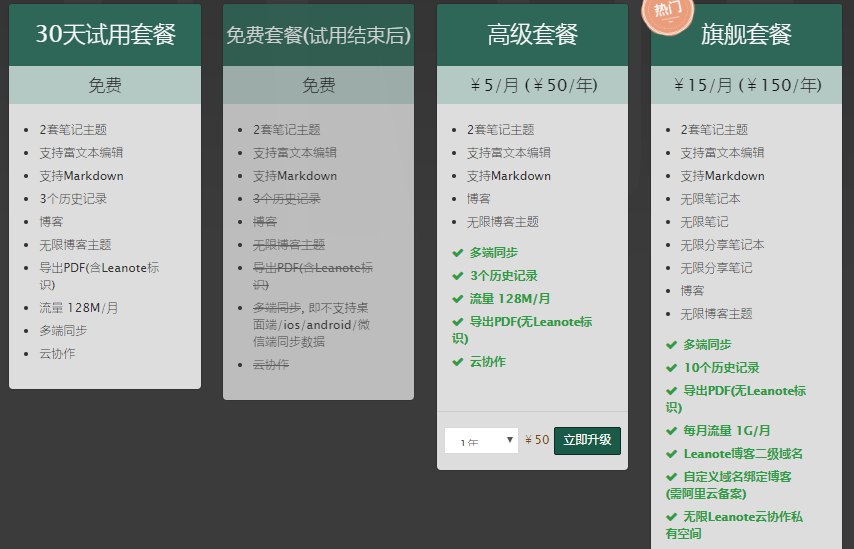 30天试用套餐
免费
2套笔记主题
支持富文本编辑
支持Markdown
3个历史记录
博客
无限博客主题
导出PDF(含Leanote标
识)
流量 128M/月
多端同步
云协作
免费套餐(试用结束后)
免费
2套笔记主题
支持富文本编辑
支持Markdown
3个历史记录
博客
无限博客主题
导出PDF(含Leanote标
识)
多端同步, 即不支持桌
面端/ios/android/微
信端同步数据
云协作
高级套餐
¥5/月 (¥50/年)
2套笔记主题
支持富文本编辑
支持Markdown
博客
无限博客主题
多端同步
3个历史记录
流量 128M/月
导出PDF(无Leanote标
识)
云协作
1年 ¥50 立即升级
热门
旗舰套餐
¥15/月 (¥150/年)
2套笔记主题
支持富文本编辑
支持Markdown
无限笔记本
无限笔记
无限分享笔记本
无限分享笔记
博客
无限博客主题
多端同步
10个历史记录
导出PDF(无Leanote标
识)
每月流量 1G/月
Leanote博客二级域名
自定义域名绑定博客
(需阿里云备案)
无限Leanote云协作私
有空间